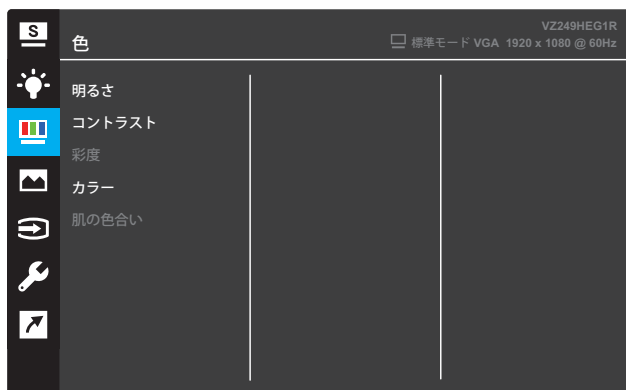 S
VZ249HEG1R
色
標準モード VGA 1920 x 1080 @ 60Hz
明るさ
コントラスト
彩度
カラー
肌の色合い